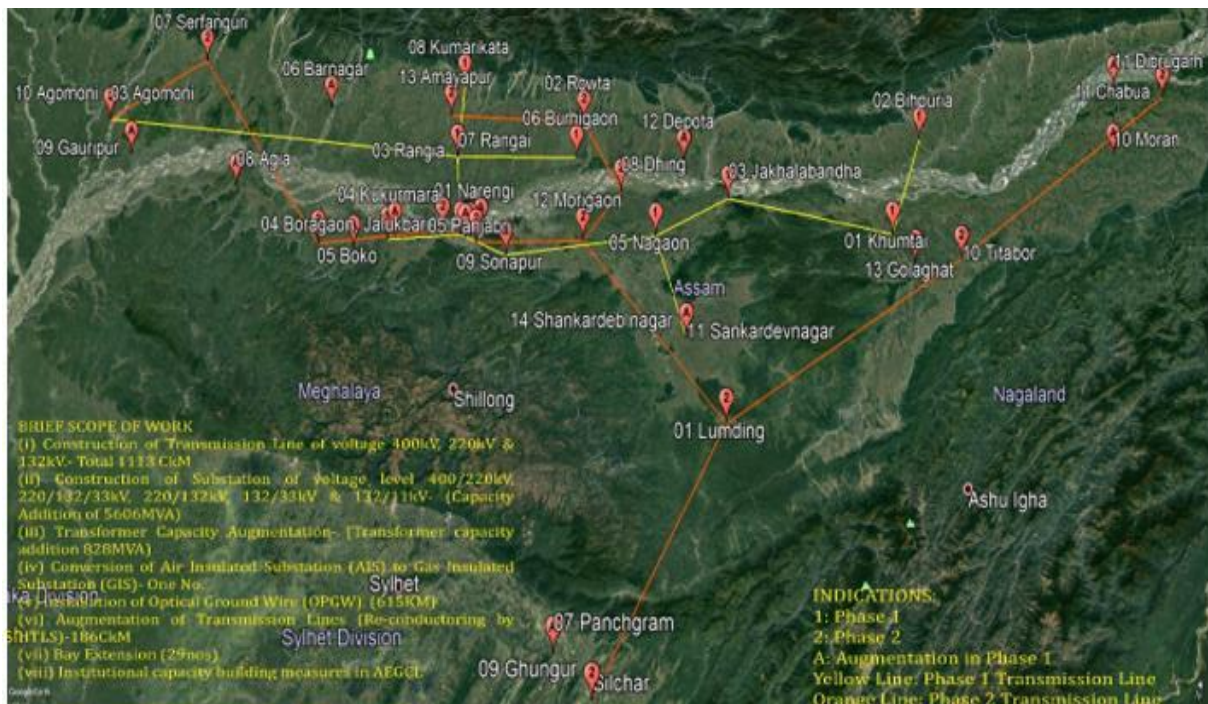 07 Serfanguri
08 Kumarikata
06 Barnagar
13 Amayapur
02 Rowta
11 Dibrugarh
10 Agomoni
03 Agomoni
06 Burhigaon
02 Bihpuria
11 Chabua
12 Depota
09 Gauripur
03 Rangia
07 Rangai
10 Moran
08 Agia
08 Dhing
03 Jakhalabandha
04 Kukurmara
01 Narengi
12 Morigaon
04 Boragaon
Jalukbari
05 Panjabri
05 Nagaon
01 Khumtai
05 Boko
09 Sonapur
13 Golaghat
10 Titabor
Assam
14 Shankardeb nagar
11 Sankardevnagar
Meghalaya
Shillong
Nagaland
01 Lumding
BRIEF SCOPE OF WORK
(i) Construction of Transmission Line of voltage 400kV, 220kV &
132kV.- Total 1113 CkM
(ii) Construction of Substation of voltage level 400/220kV,
220/132/33kV, 220/132kV, 132/33kV & 132/11kV- (Capacity
Addition of 5606MVA)
(iii) Transformer Capacity Augmentation- (Transformer capacity
addition 828MVA)
(iv) Conversion of Air Insulated Substation (AIS) to Gas Insulated
Substation (GIS)- One No.
(v) Installation of Optical Ground Wire (OPGW) (615KM)
(vi) Augmentation of Transmission Lines (Re-conductoring by
HTLS)-186CkM
(vii) Bay Extension (29nos)
(viii) Institutional capacity building measures in AEGCL
Ashu Igha
Sylhet
Division
Sylhet Division
07 Panchgram
09 Ghungur
Silchar
INDICATIONS:
1: Phase 1
2: Phase 2
A: Augmentation in Phase 1
Yellow Line: Phase 1 Transmission Line
Orange Line: Phase 2 Transmission Line